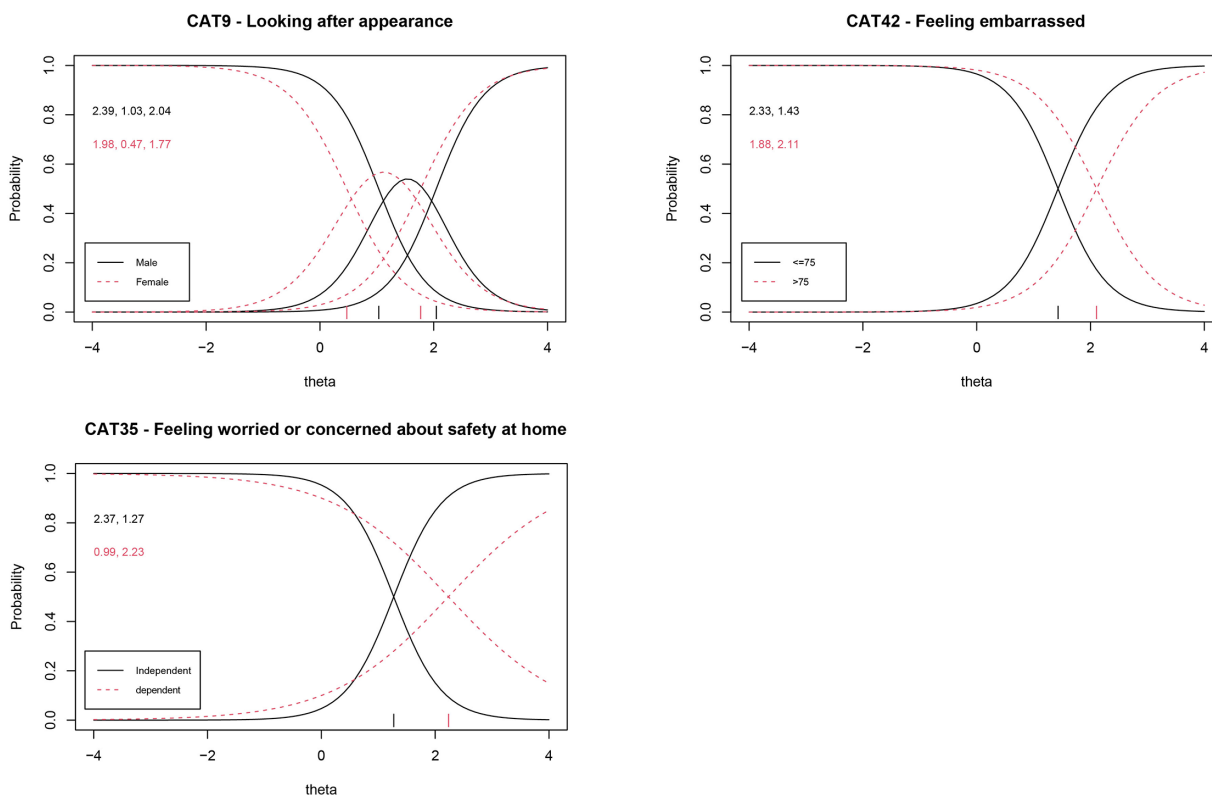 CAT9 - Looking after appearance
Probability
1.0
0.8
0.6
0.4
0.2
0.0
2.39, 1.03, 2.04
1.98, 0.47, 1.77
Male
Female
−4 −2 0 2 4
theta
CAT42 - Feeling embarrassed
Probability
1.0
0.8
0.6
0.4
0.2
0.0
2.33, 1.43
1.88, 2.11
<=75
>75
−4 −2 0 2 4
theta
CAT35 - Feeling worried or concerned about safety at home
Probability
1.0
0.8
0.6
0.4
0.2
0.0
2.37, 1.27
0.99, 2.23
Independent
dependent
−4 −2 0 2 4
theta